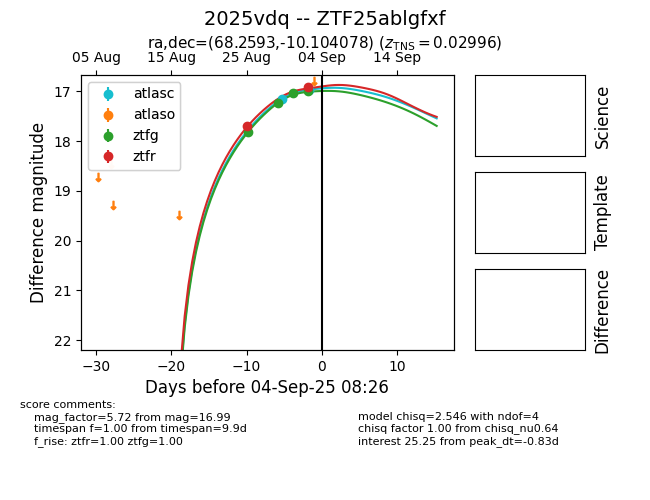 2025vdq -- ZTF25ablgfxf
ra,dec=(68.2593,-10.104078) (z_TNS = 0.02996)
05 Aug 15 Aug 25 Aug 04 Sep 14 Sep
atlasc
atlaso
ztfg
ztfr
17
18
19
20
21
22
Difference magnitude
−30 −20 −10 0 10
Days before 04-Sep-25 08:26
Science
Template
Difference
score comments:
mag_factor=5.72 from mag=16.99
timespan f=1.00 from timespan=9.9d
f_rise: ztfr=1.00 ztfg=1.00
model chisq=2.546 with ndof=4
chisq factor 1.00 from chisq_nu0.64
interest 25.25 from peak_dt=-0.83d